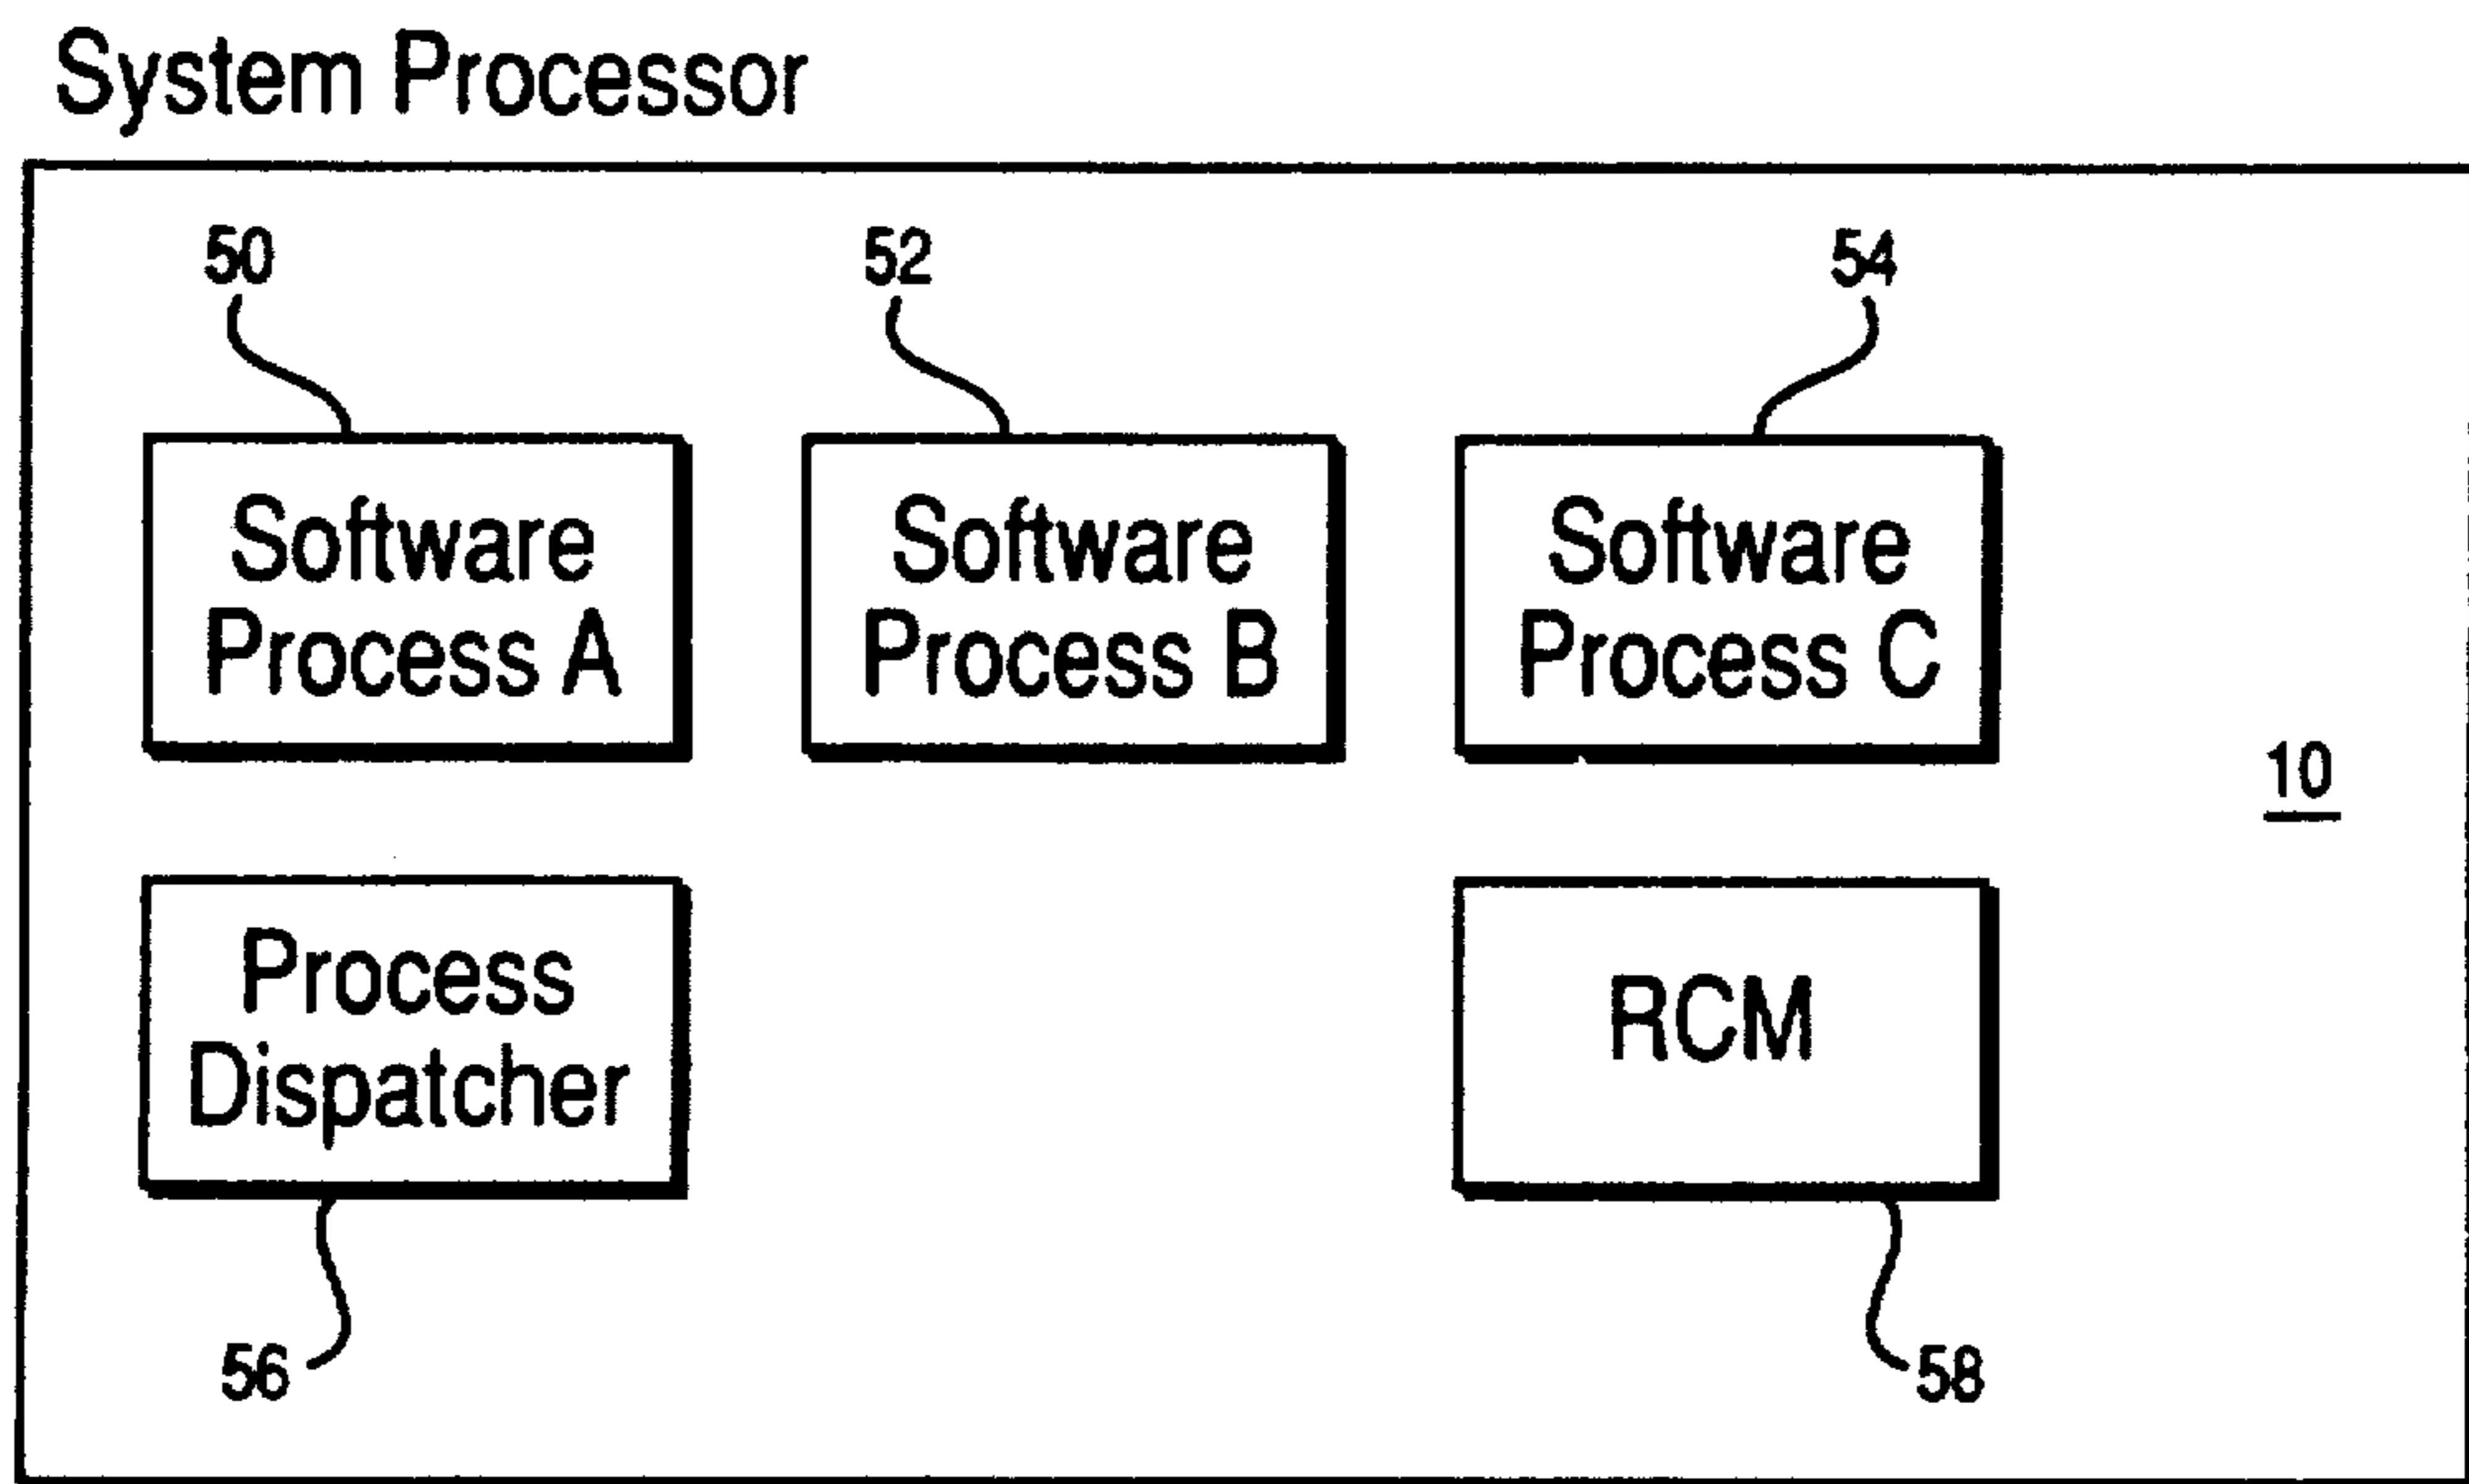 System Processor
50
52
54
Software
Process A
Software
Process B
Software
Process C
10
Process
Dispatcher
RCM
56
58